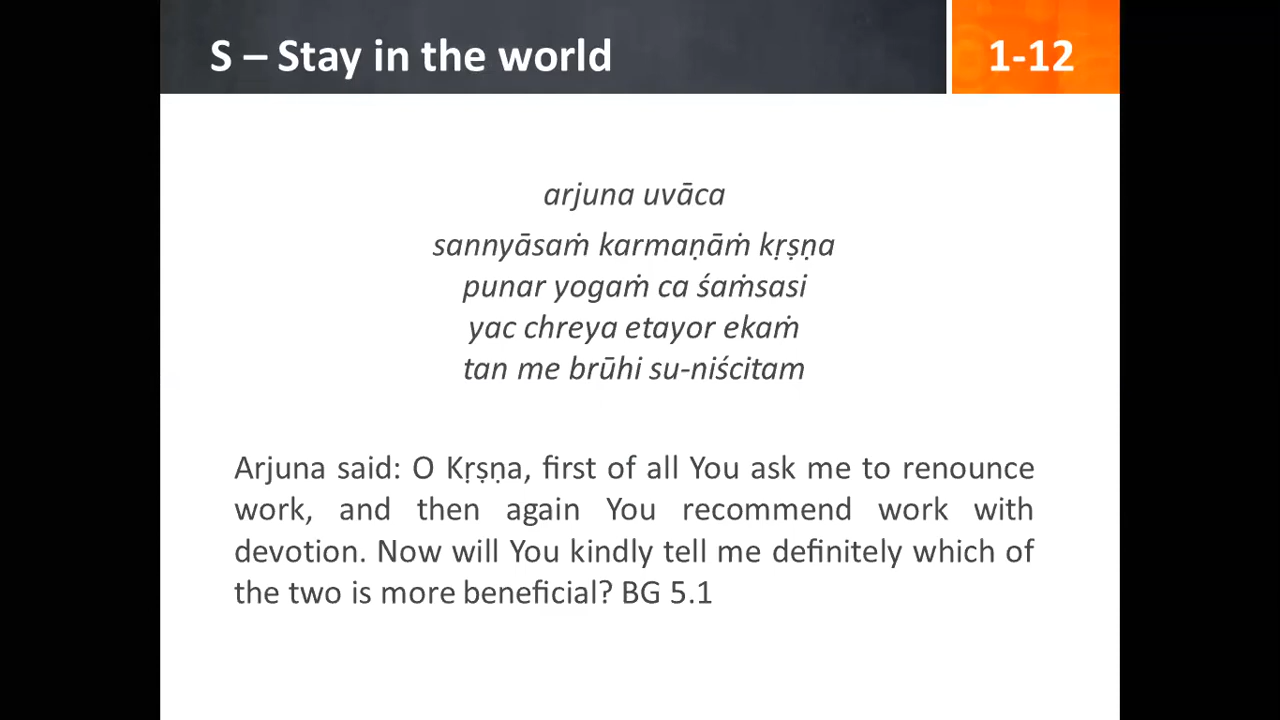 S – Stay in the world
1-12
arjuna uvāca
sannyāsaṁ karmaṇāṁ kṛṣṇa
punar yogaṁ ca śaṁsasi
yac chreya etayor ekaṁ
tan me brūhi su-niścitam
Arjuna said: O Kṛṣṇa, first of all You ask me to renounce
work, and then again You recommend work with
devotion. Now will You kindly tell me definitely which of
the two is more beneficial? BG 5.1